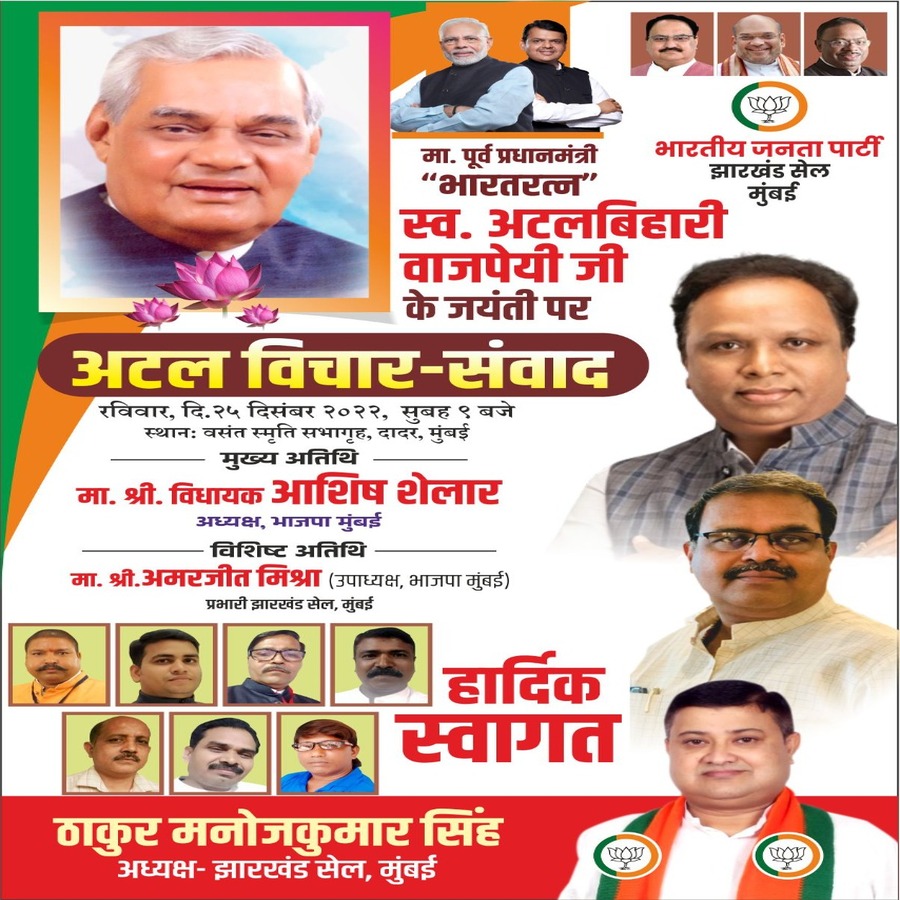 मा. पूर्व प्रधानमंत्री
“भारतरत्न”
स्व. अटलबिहारी
वाजपेयी जी
के जयंती पर
भारतीय जनता पार्टी
झारखंड सेल
मुंबई
अटल विचार-संवाद
रविवार, दि.२५ दिसंबर २०२२, सुबह ९ बजे
स्थान: वसंत स्मृति सभागृह, दादर, मुंबई
मुख्य अतिथि
मा. श्री. विधायक आशिष शेलार
अध्यक्ष, भाजपा मुंबई
विशिष्ट अतिथि
मा. श्री.अमरजीत मिश्रा (उपाध्यक्ष, भाजपा मुंबई)
प्रभारी झारखंड सेल, मुंबई
हार्दिक
स्वागत
ठाकुर मनोजकुमार सिंह
अध्यक्ष- झारखंड सेल, मुंबई